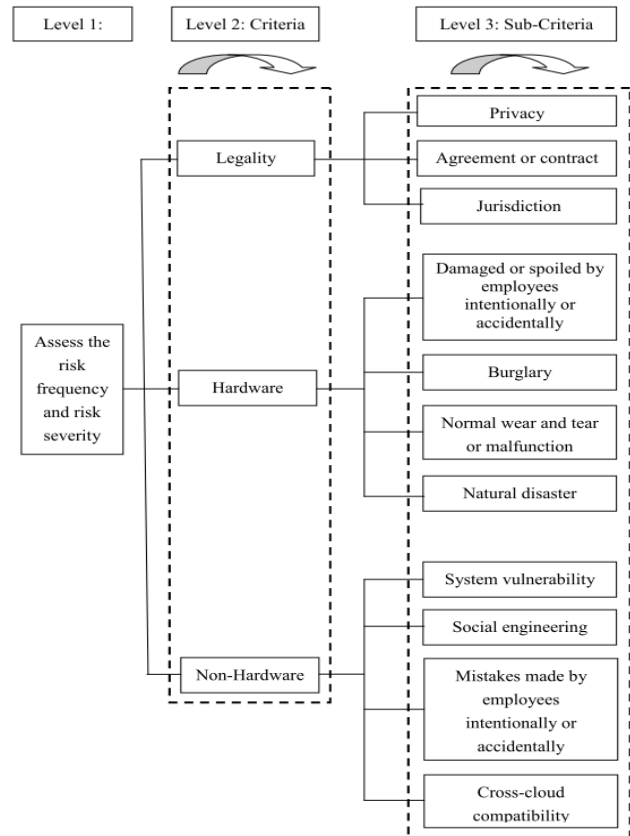 Level 1:
Level 2: Criteria
Level 3: Sub-Criteria
Assess the
risk
frequency
and risk
severity
Legality
Privacy
Agreement or contract
Jurisdiction
Hardware
Damaged or spoiled by
employees
intentionally or
accidentally
Burglary
Normal wear and tear
or malfunction
Natural disaster
Non-Hardware
System vulnerability
Social engineering
Mistakes made by
employees
intentionally or
accidentally
Cross-cloud
compatibility